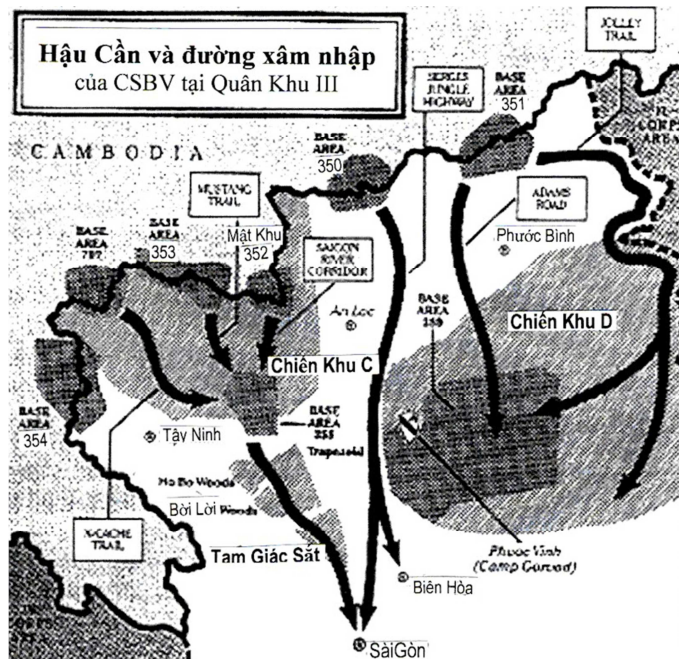 Hậu Cần và đường xâm nhập
của CSBV tại Quân Khu III
JOLLEY
TRAIL
SERGES
JUNGLE
HIGHWAY
BASE
AREA
351
CORPS
AREA
CAMBODIA
BASE
AREA
350
MUSTANG
TRAIL
ADAMS
ROAD
BASE
AREA
353
Mật Khu
352
SAIGON
RIVER
CORRIDOR
Phước Bình
BASE
AREA
An Loc
BASE
AREA
Chiến Khu D
Chiến Khu C
BASE
AREA
354
BASE
AREA
Trapezoid
Tây Ninh
Ho Bo Woods
Bời Lời Woods
X-CACHE
TRAIL
Tam Giác Sắt
Phuoc Vinh
(Camp Gorvad)
Biên Hòa
SàiGòn